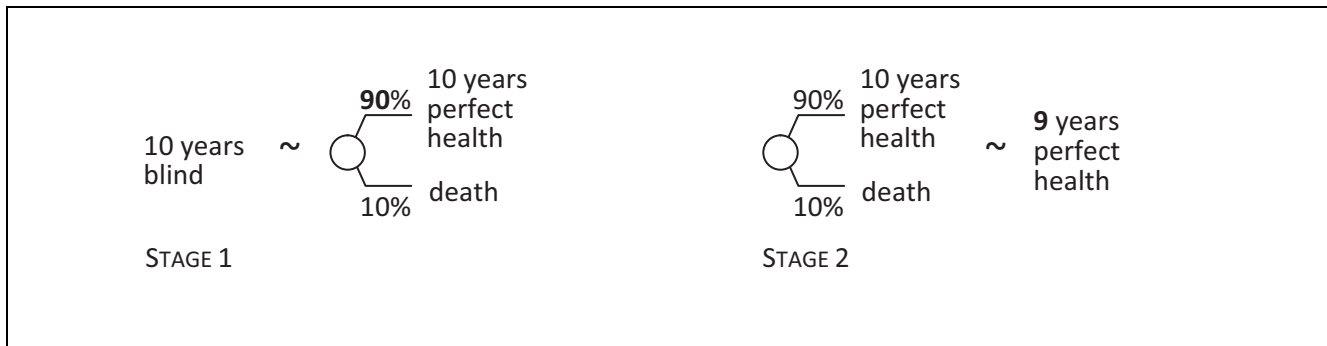 10 years
blind
~
90%
10 years
perfect
health
10%
death
STAGE 1
90%
10 years
perfect
health
10%
death
~
9 years
perfect
health
STAGE 2